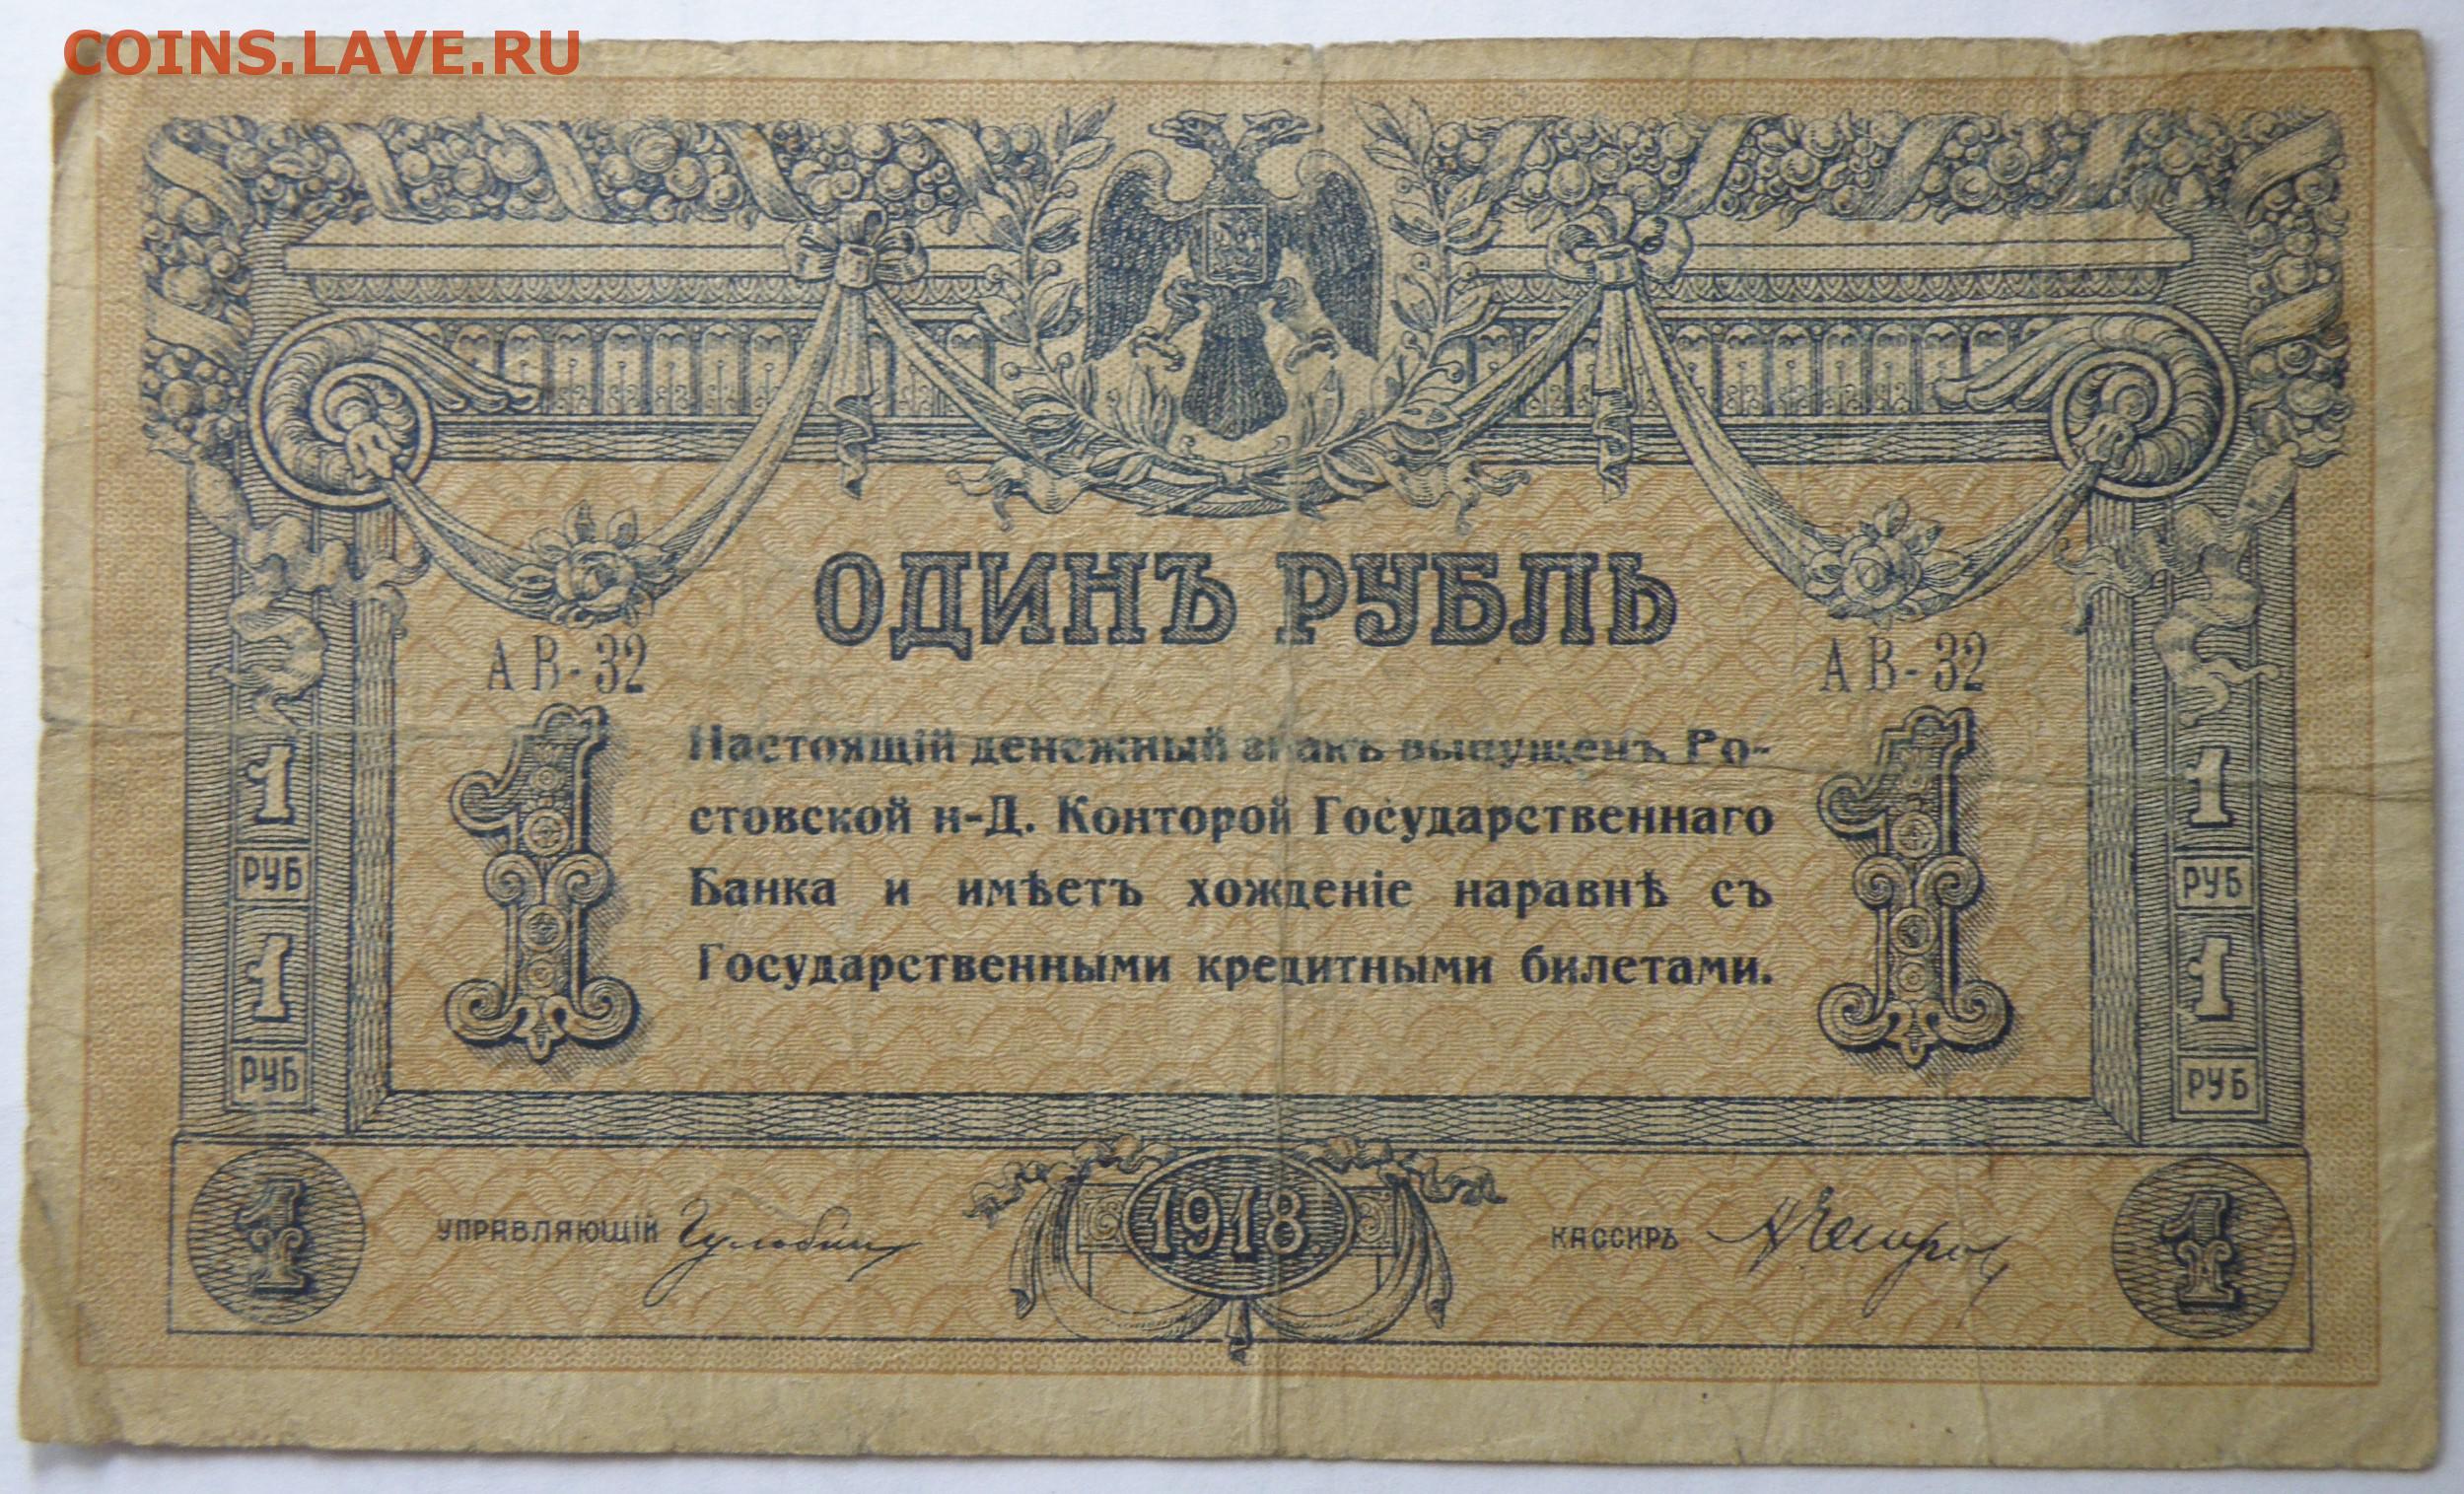 COINS.LAVE.RU
ОДИНЪ РУБЛЬ
АВ-32 АВ-32
1 1
Настоящій денежный знакъ выпущенъ Ро-
стовской н-Д. Конторой Государственнаго
Банка и имѣетъ хожденіе наравнѣ съ
Государственными кредитными билетами.
1 1
РУБ РУБ
1 1
РУБ РУБ
1 УПРАВЛЯЮЩІЙ 1918 КАССИРЪ 1